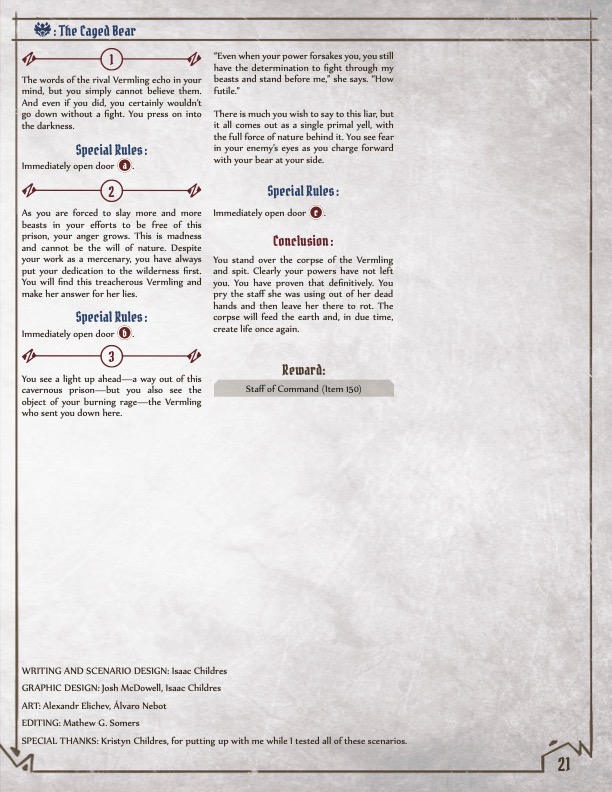 : The Caged Bear
1
The words of the rival Vermling echo in your
mind, but you simply cannot believe them.
And even if you did, you certainly wouldn't
go down without a fight. You press on into
the darkness.
Special Rules:
Immediately open door a.
2
As you are forced to slay more and more
beasts in your efforts to be free of this
prison, your anger grows. This is madness
and cannot be the will of nature. Despite
your work as a mercenary, you have always
put your dedication to the wilderness first.
You will find this treacherous Vermling and
make her answer for her lies.
Special Rules:
Immediately open door b.
3
You see a light up ahead—a way out of this
cavernous prison—but you also see the
object of your burning rage—the Vermling
who sent you down here.
"Even when your power forsakes you, you still
have the determination to fight through my
beasts and stand before me," she says. "How
futile."
There is much you wish to say to this liar, but
it all comes out as a single primal yell, with
the full force of nature behind it. You see fear
in your enemy's eyes as you charge forward
with your bear at your side.
Special Rules:
Immediately open door c.
Conclusion:
You stand over the corpse of the Vermling
and spit. Clearly your powers have not left
you. You have proven that definitively. You
pry the staff she was using out of her dead
hands and then leave her there to rot. The
corpse will feed the earth and, in due time,
create life once again.
Reward:
Staff of Command (Item 150)
WRITING AND SCENARIO DESIGN: Isaac Childres
GRAPHIC DESIGN: Josh McDowell, Isaac Childres
ART: Alexandr Elichev, Álvaro Nebot
EDITING: Mathew G. Somers
SPECIAL THANKS: Kristyn Childres, for putting up with me while I tested all of these scenarios.
21